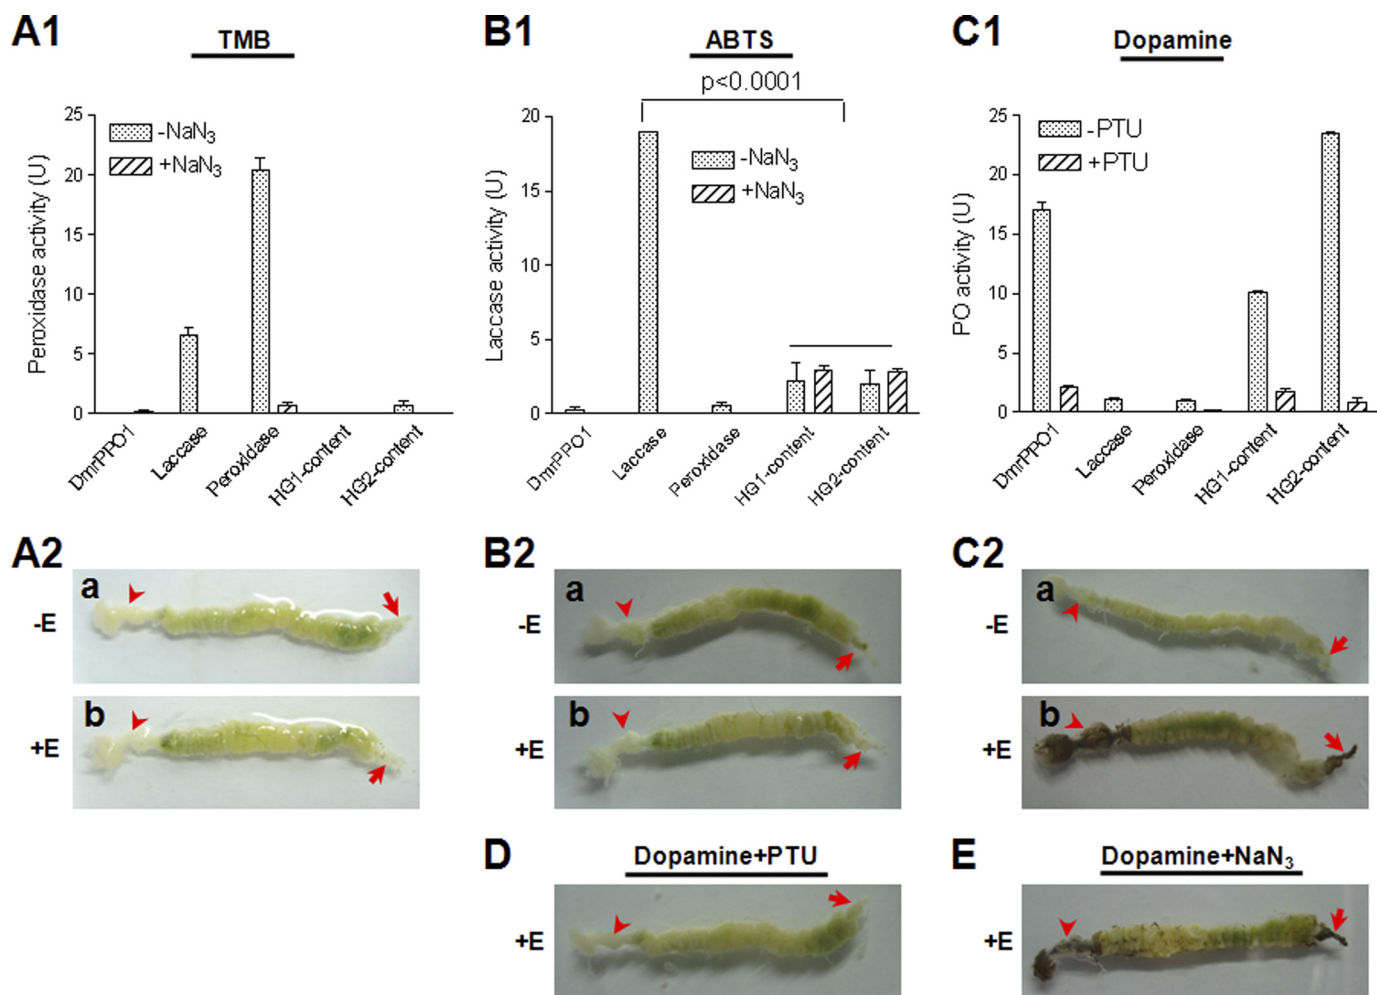 A1
TMB
Peroxidase activity (U)
25
20
15
10
5
0
-NaN₃
+NaN₃
DmrPPO1
Laccase
Peroxidase
HG1-content
HG2-content
B1
ABTS
p<0.0001
Laccase activity (U)
20
15
10
5
0
-NaN₃
+NaN₃
DmrPPO1
Laccase
Peroxidase
HG1-content
HG2-content
C1
Dopamine
PO activity (U)
25
20
15
10
5
0
-PTU
+PTU
DmrPPO1
Laccase
Peroxidase
HG1-content
HG2-content
A2
-E
a
+E
b
B2
-E
a
+E
b
C2
-E
a
+E
b
D
Dopamine+PTU
+E
E
Dopamine+NaN₃
+E